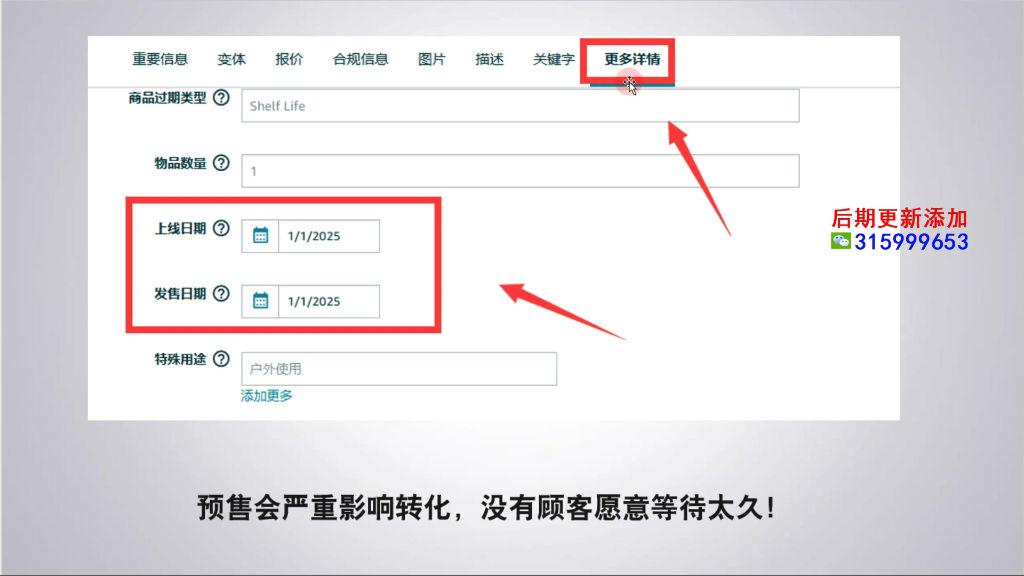 重要信息 变体 报价 合规信息 图片 描述 关键字 更多详情
商品过期类型 Shelf Life
物品数量 1
上线日期 1/1/2025
后期更新添加
315999653
发售日期 1/1/2025
特殊用途 户外使用
添加更多
预售会严重影响转化，没有顾客愿意等待太久！